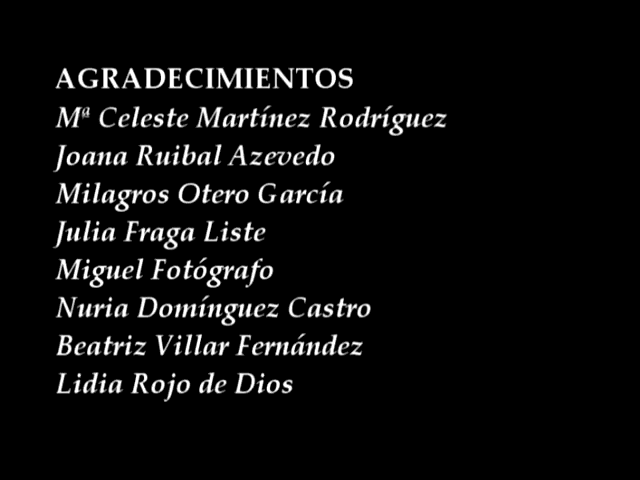 AGRADECIMIENTOS
Mª Celeste Martínez Rodríguez
Joana Ruibal Azevedo
Milagros Otero García
Julia Fraga Liste
Miguel Fotógrafo
Nuria Domínguez Castro
Beatriz Villar Fernández
Lidia Rojo de Dios